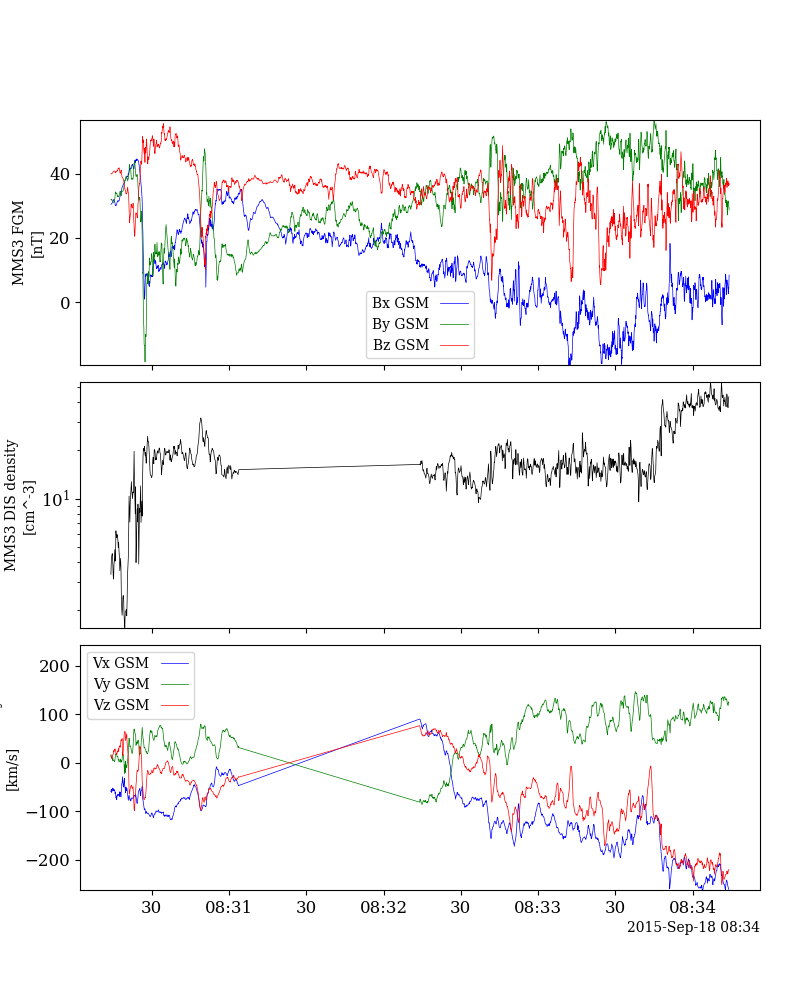 MMS3 FGM
[nT]
40
20
0
Bx GSM
By GSM
Bz GSM
MMS3 DIS density
[cm^-3]
10^1
Vx GSM
Vy GSM
Vz GSM
[km/s]
200
100
0
−100
−200
30
08:31
30
08:32
30
08:33
30
08:34
2015-Sep-18 08:34